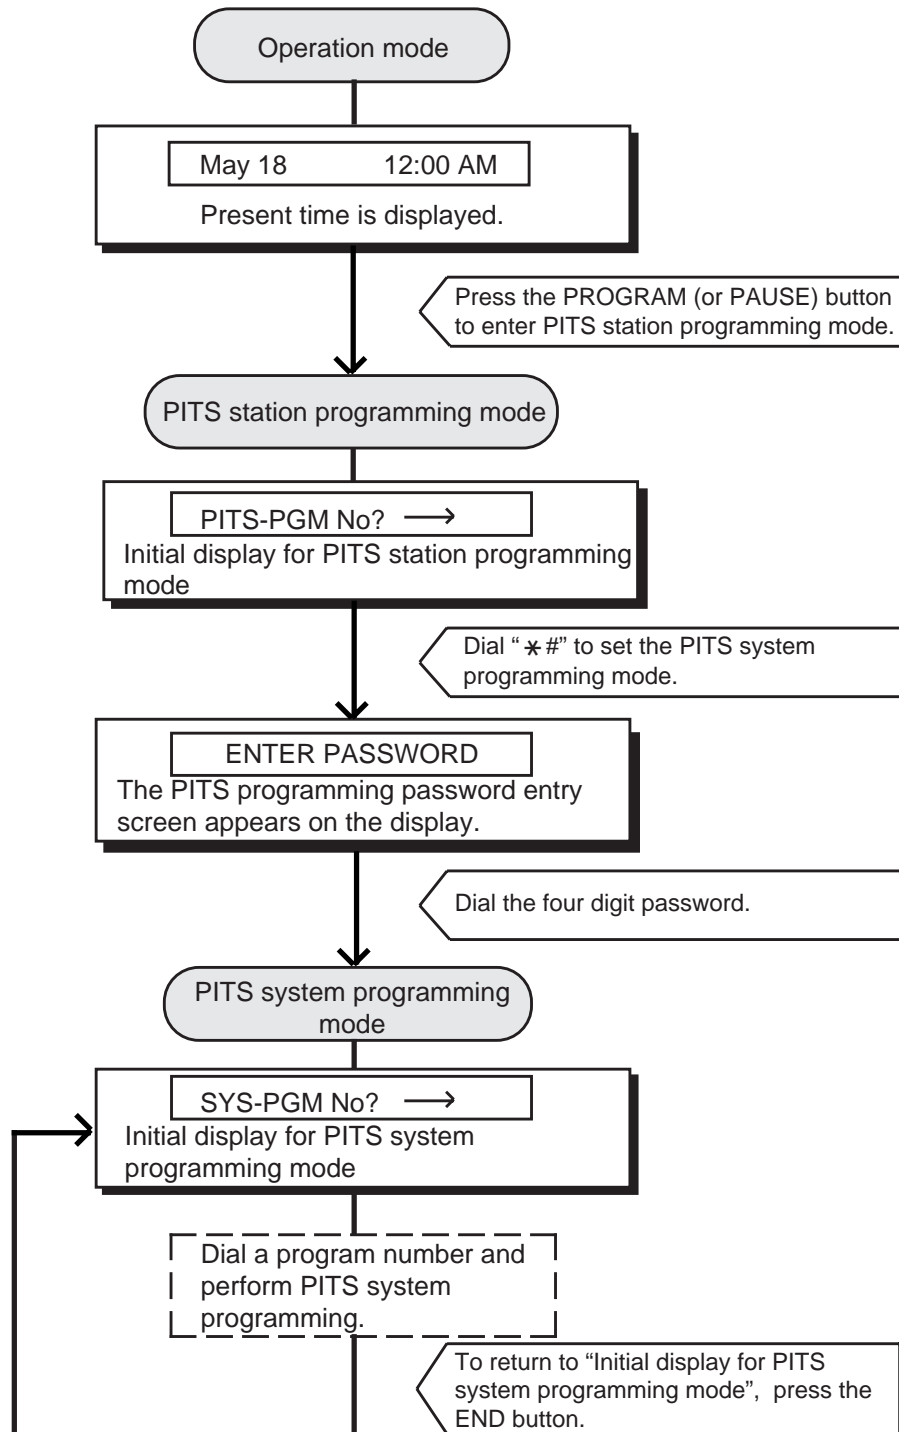 Operation mode
May 18 12:00 AM
Present time is displayed.
Press the PROGRAM (or PAUSE) button
to enter PITS station programming mode.
PITS station programming mode
PITS-PGM No? →
Initial display for PITS station programming
mode
Dial “ * #” to set the PITS system
programming mode.
ENTER PASSWORD
The PITS programming password entry
screen appears on the display.
Dial the four digit password.
PITS system programming
mode
SYS-PGM No? →
Initial display for PITS system
programming mode
Dial a program number and
perform PITS system
programming.
To return to “Initial display for PITS
system programming mode”, press the
END button.